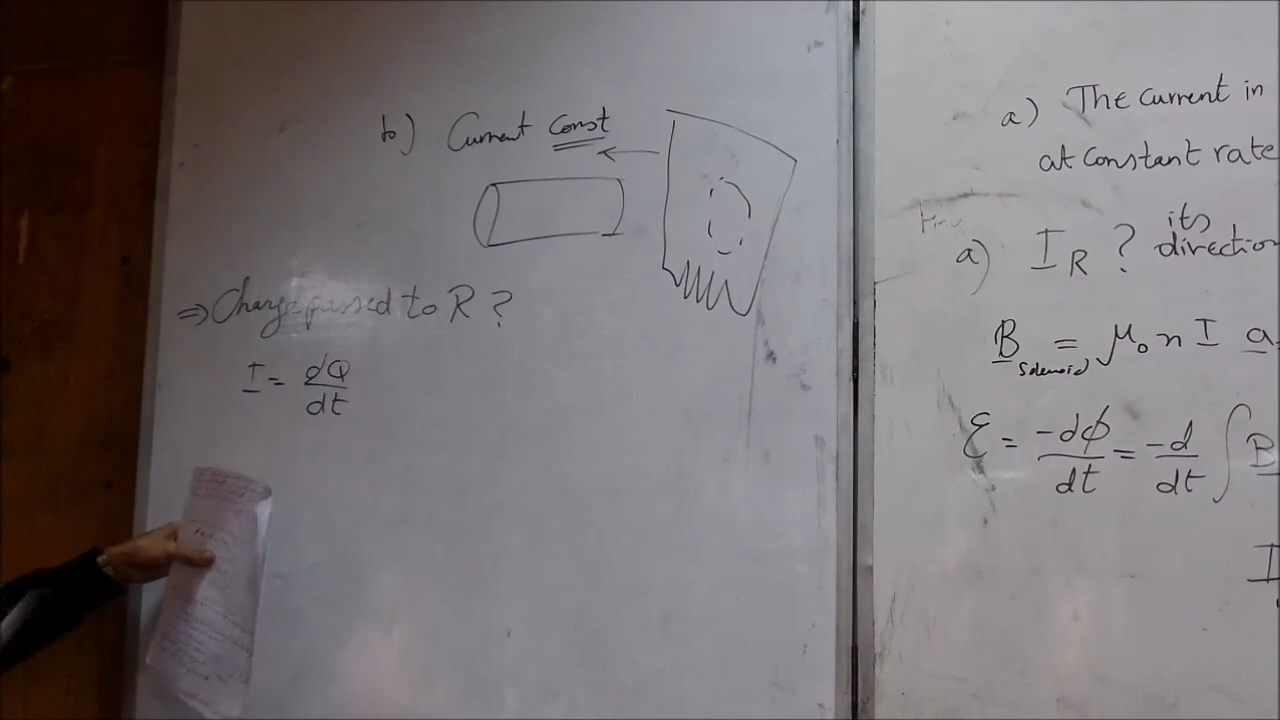 b) Current Const
⇒ Charge passed to R ?
I = dQ/dt
a) The current in
at constant rate
a) I_R ? its direction
B_solenoid = μ₀ n I a
ε = -dϕ/dt = -d/dt ∫ B
I